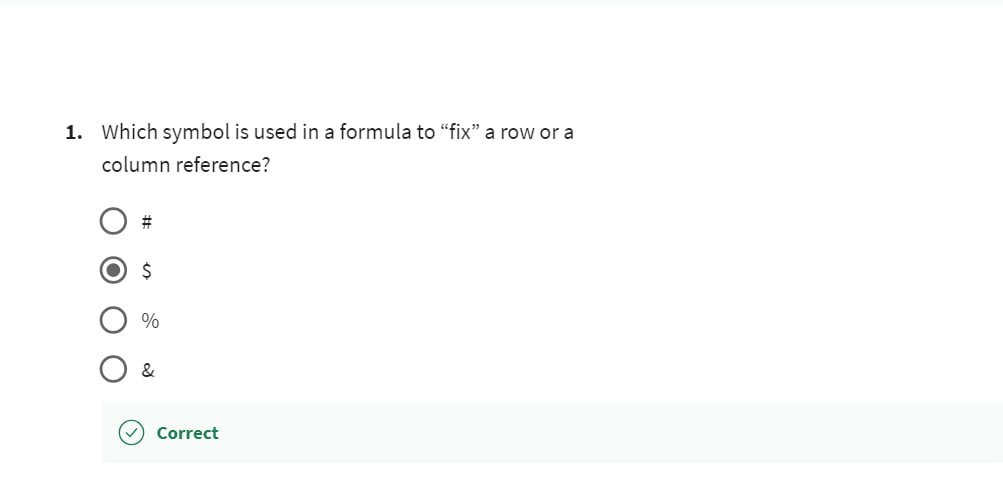 1. Which symbol is used in a formula to “fix” a row or a
column reference?
#
$
%
&
Correct